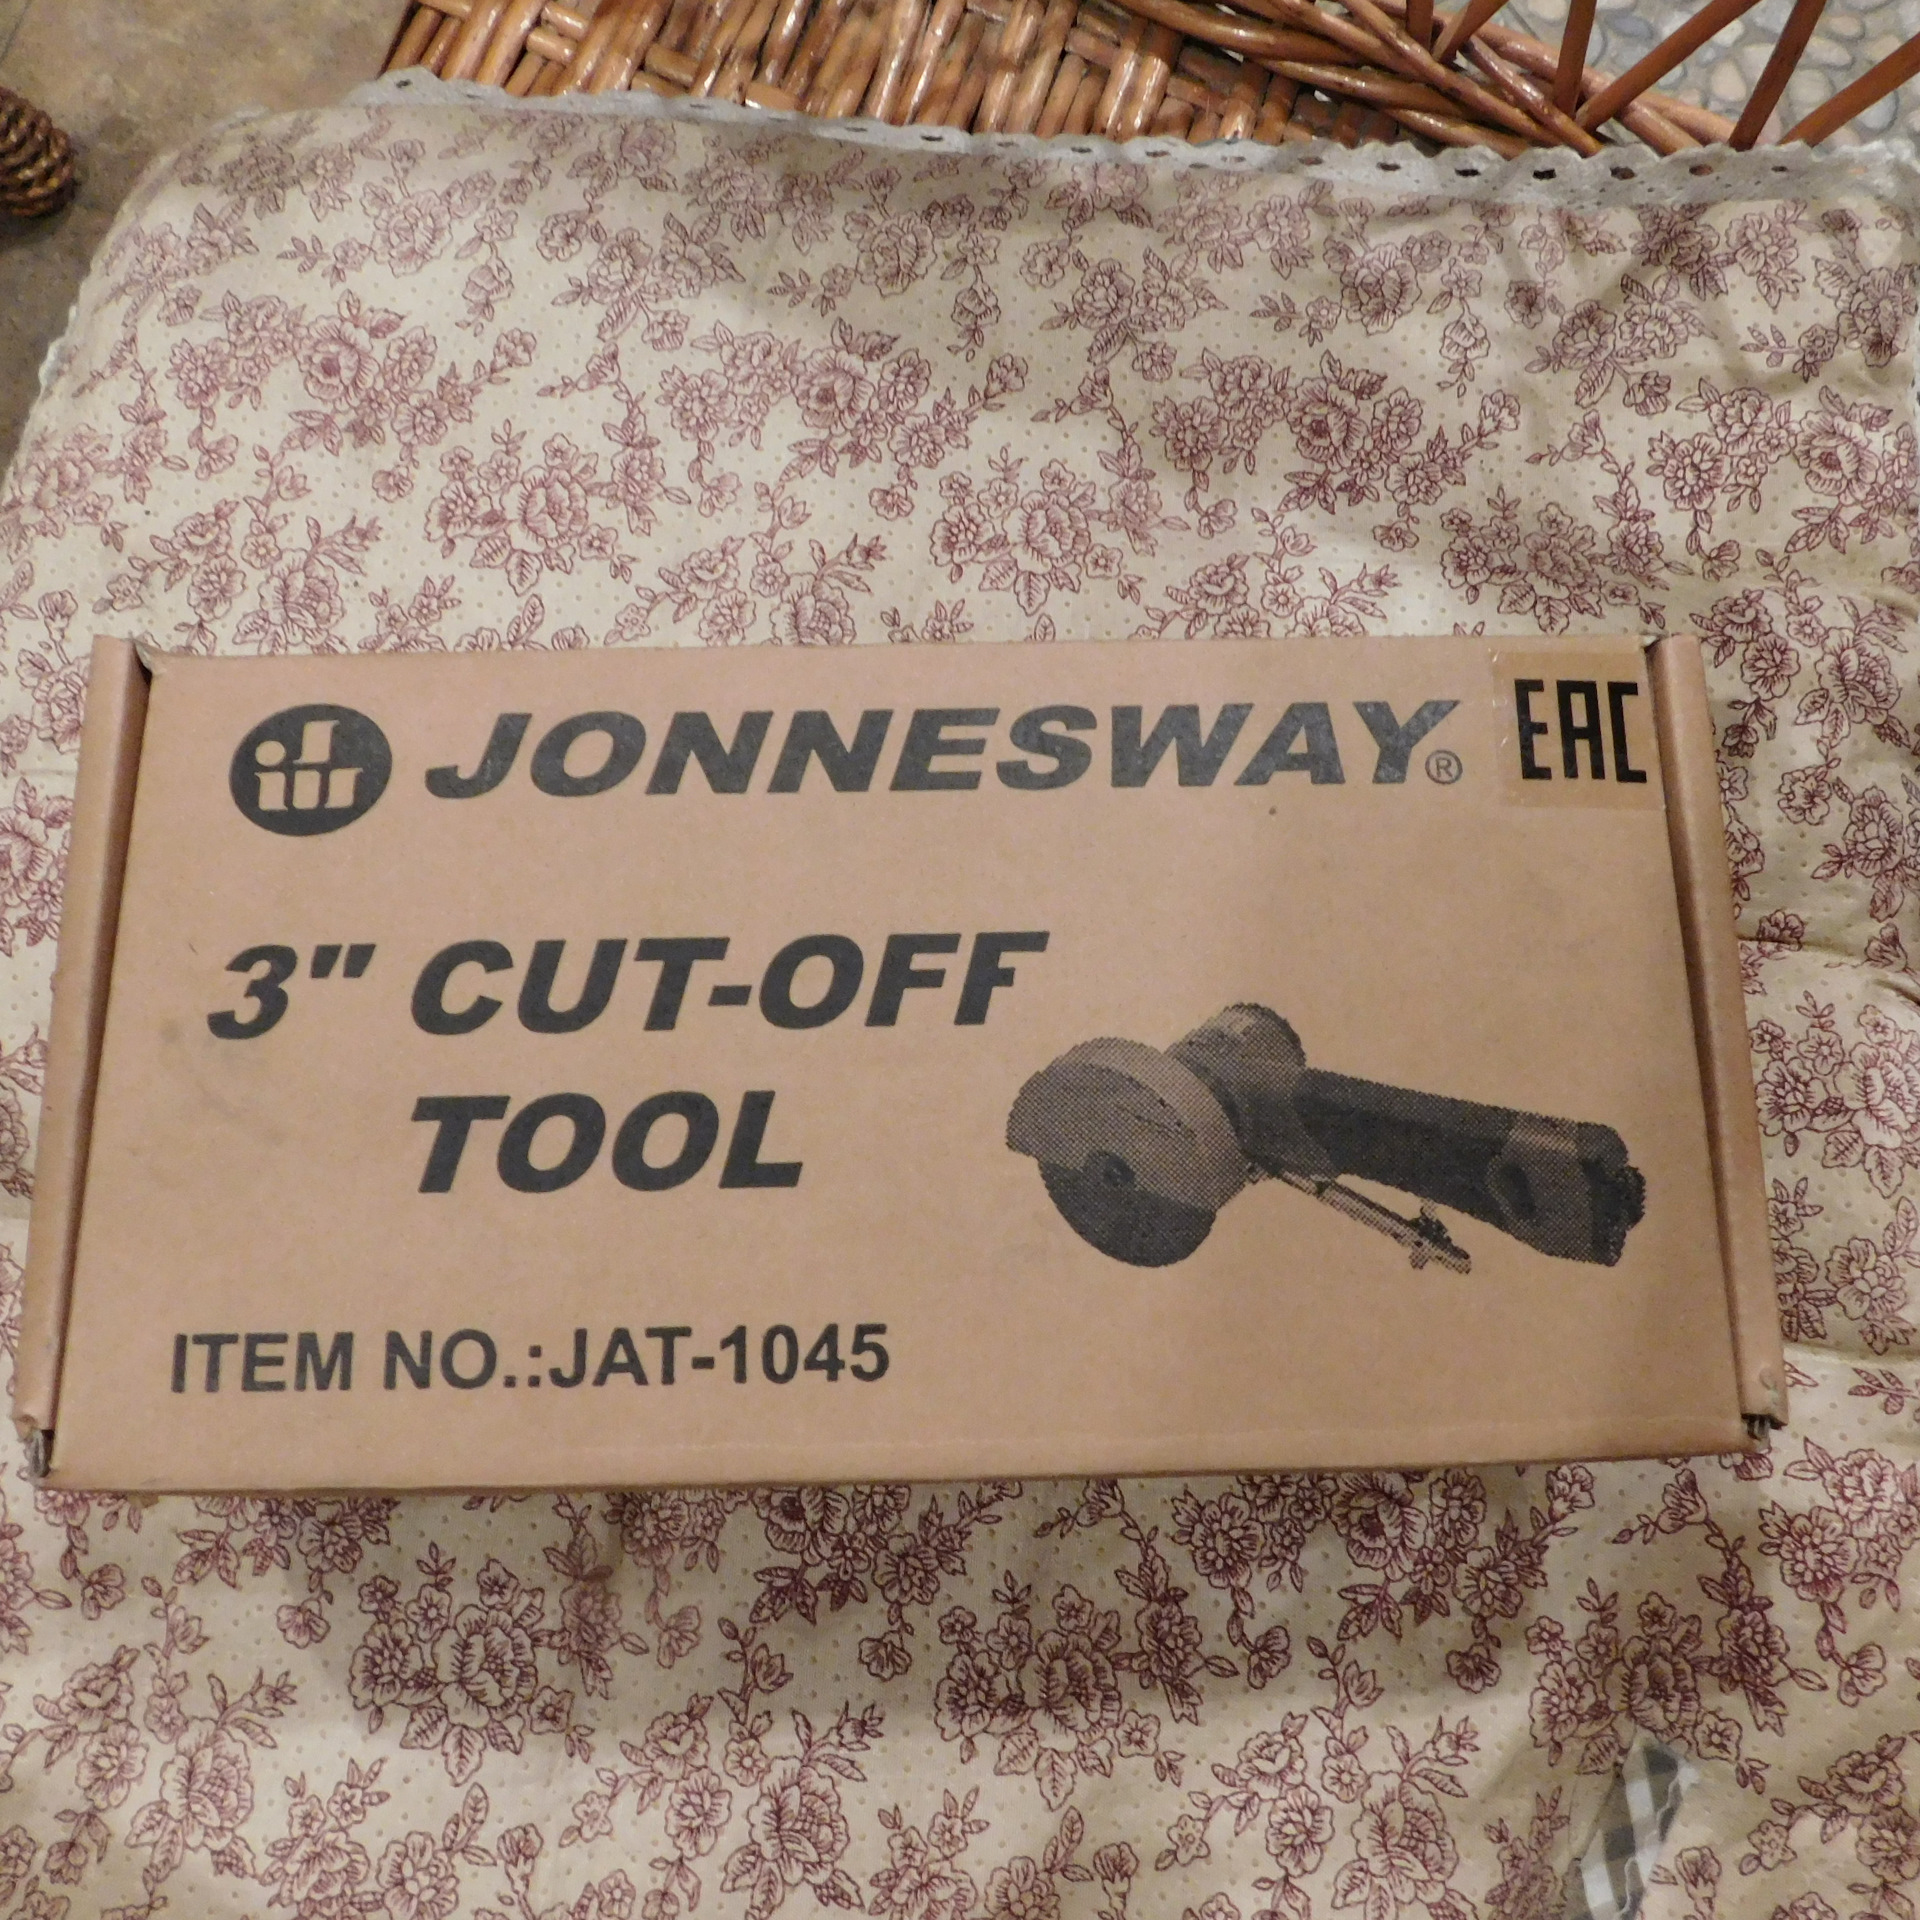 JONNESWAY®
EAC
3" CUT-OFF
TOOL
ITEM NO.:JAT-1045